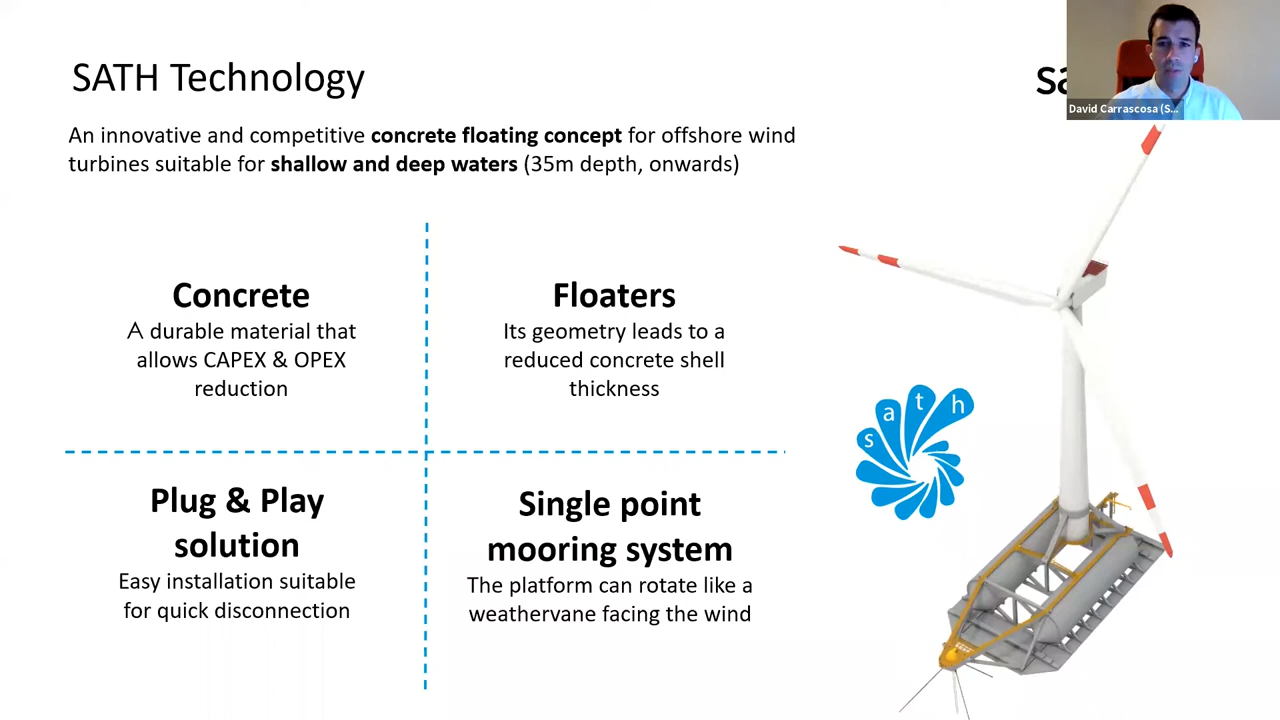 SATH Technology
sa
David Carrascosa (S...
An innovative and competitive concrete floating concept for offshore wind
turbines suitable for shallow and deep waters (35m depth, onwards)
Concrete
A durable material that
allows CAPEX & OPEX
reduction
Floaters
Its geometry leads to a
reduced concrete shell
thickness
s a t h
Plug & Play
solution
Easy installation suitable
for quick disconnection
Single point
mooring system
The platform can rotate like a
weathervane facing the wind